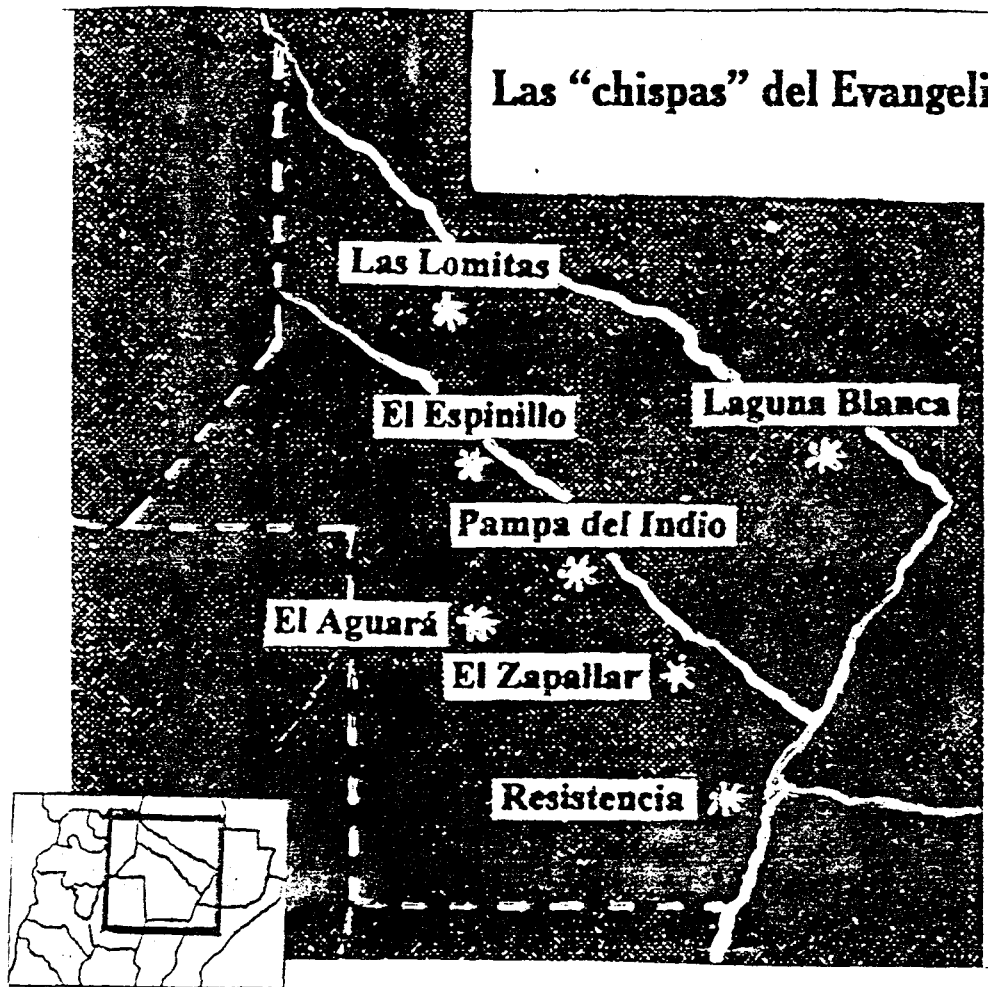 Las “chispas” del Evangeli
Las Lomitas
Laguna Blanca
El Espinillo
Pampa del Indio
El Aguará
El Zapallar
Resistencia